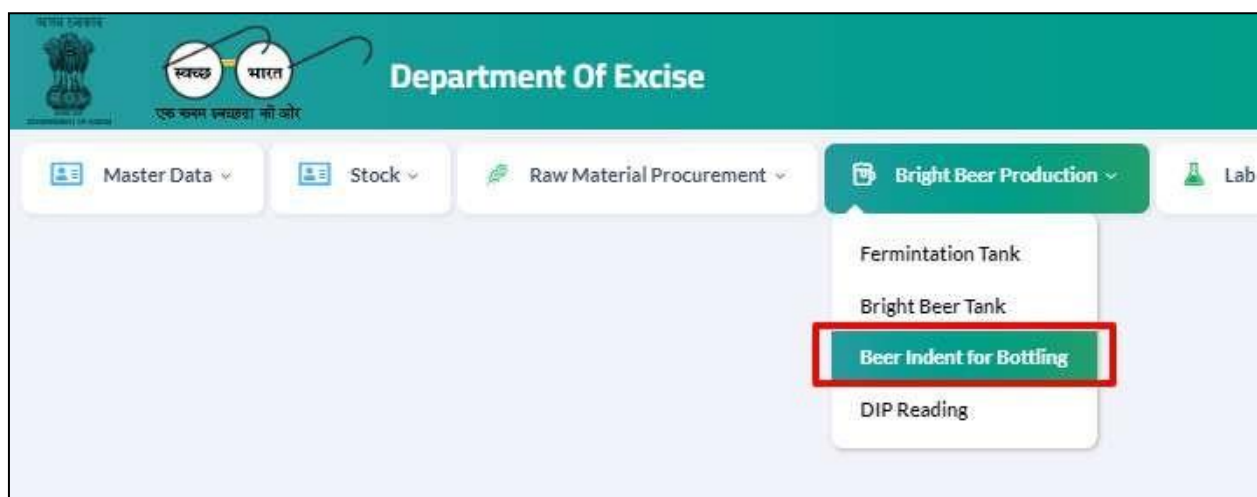 स्वच्छ भारत
एक कदम स्वच्छता की ओर
Department Of Excise
Master Data
Stock
Raw Material Procurement
Bright Beer Production
Lab
Fermintation Tank
Bright Beer Tank
Beer Indent for Bottling
DIP Reading